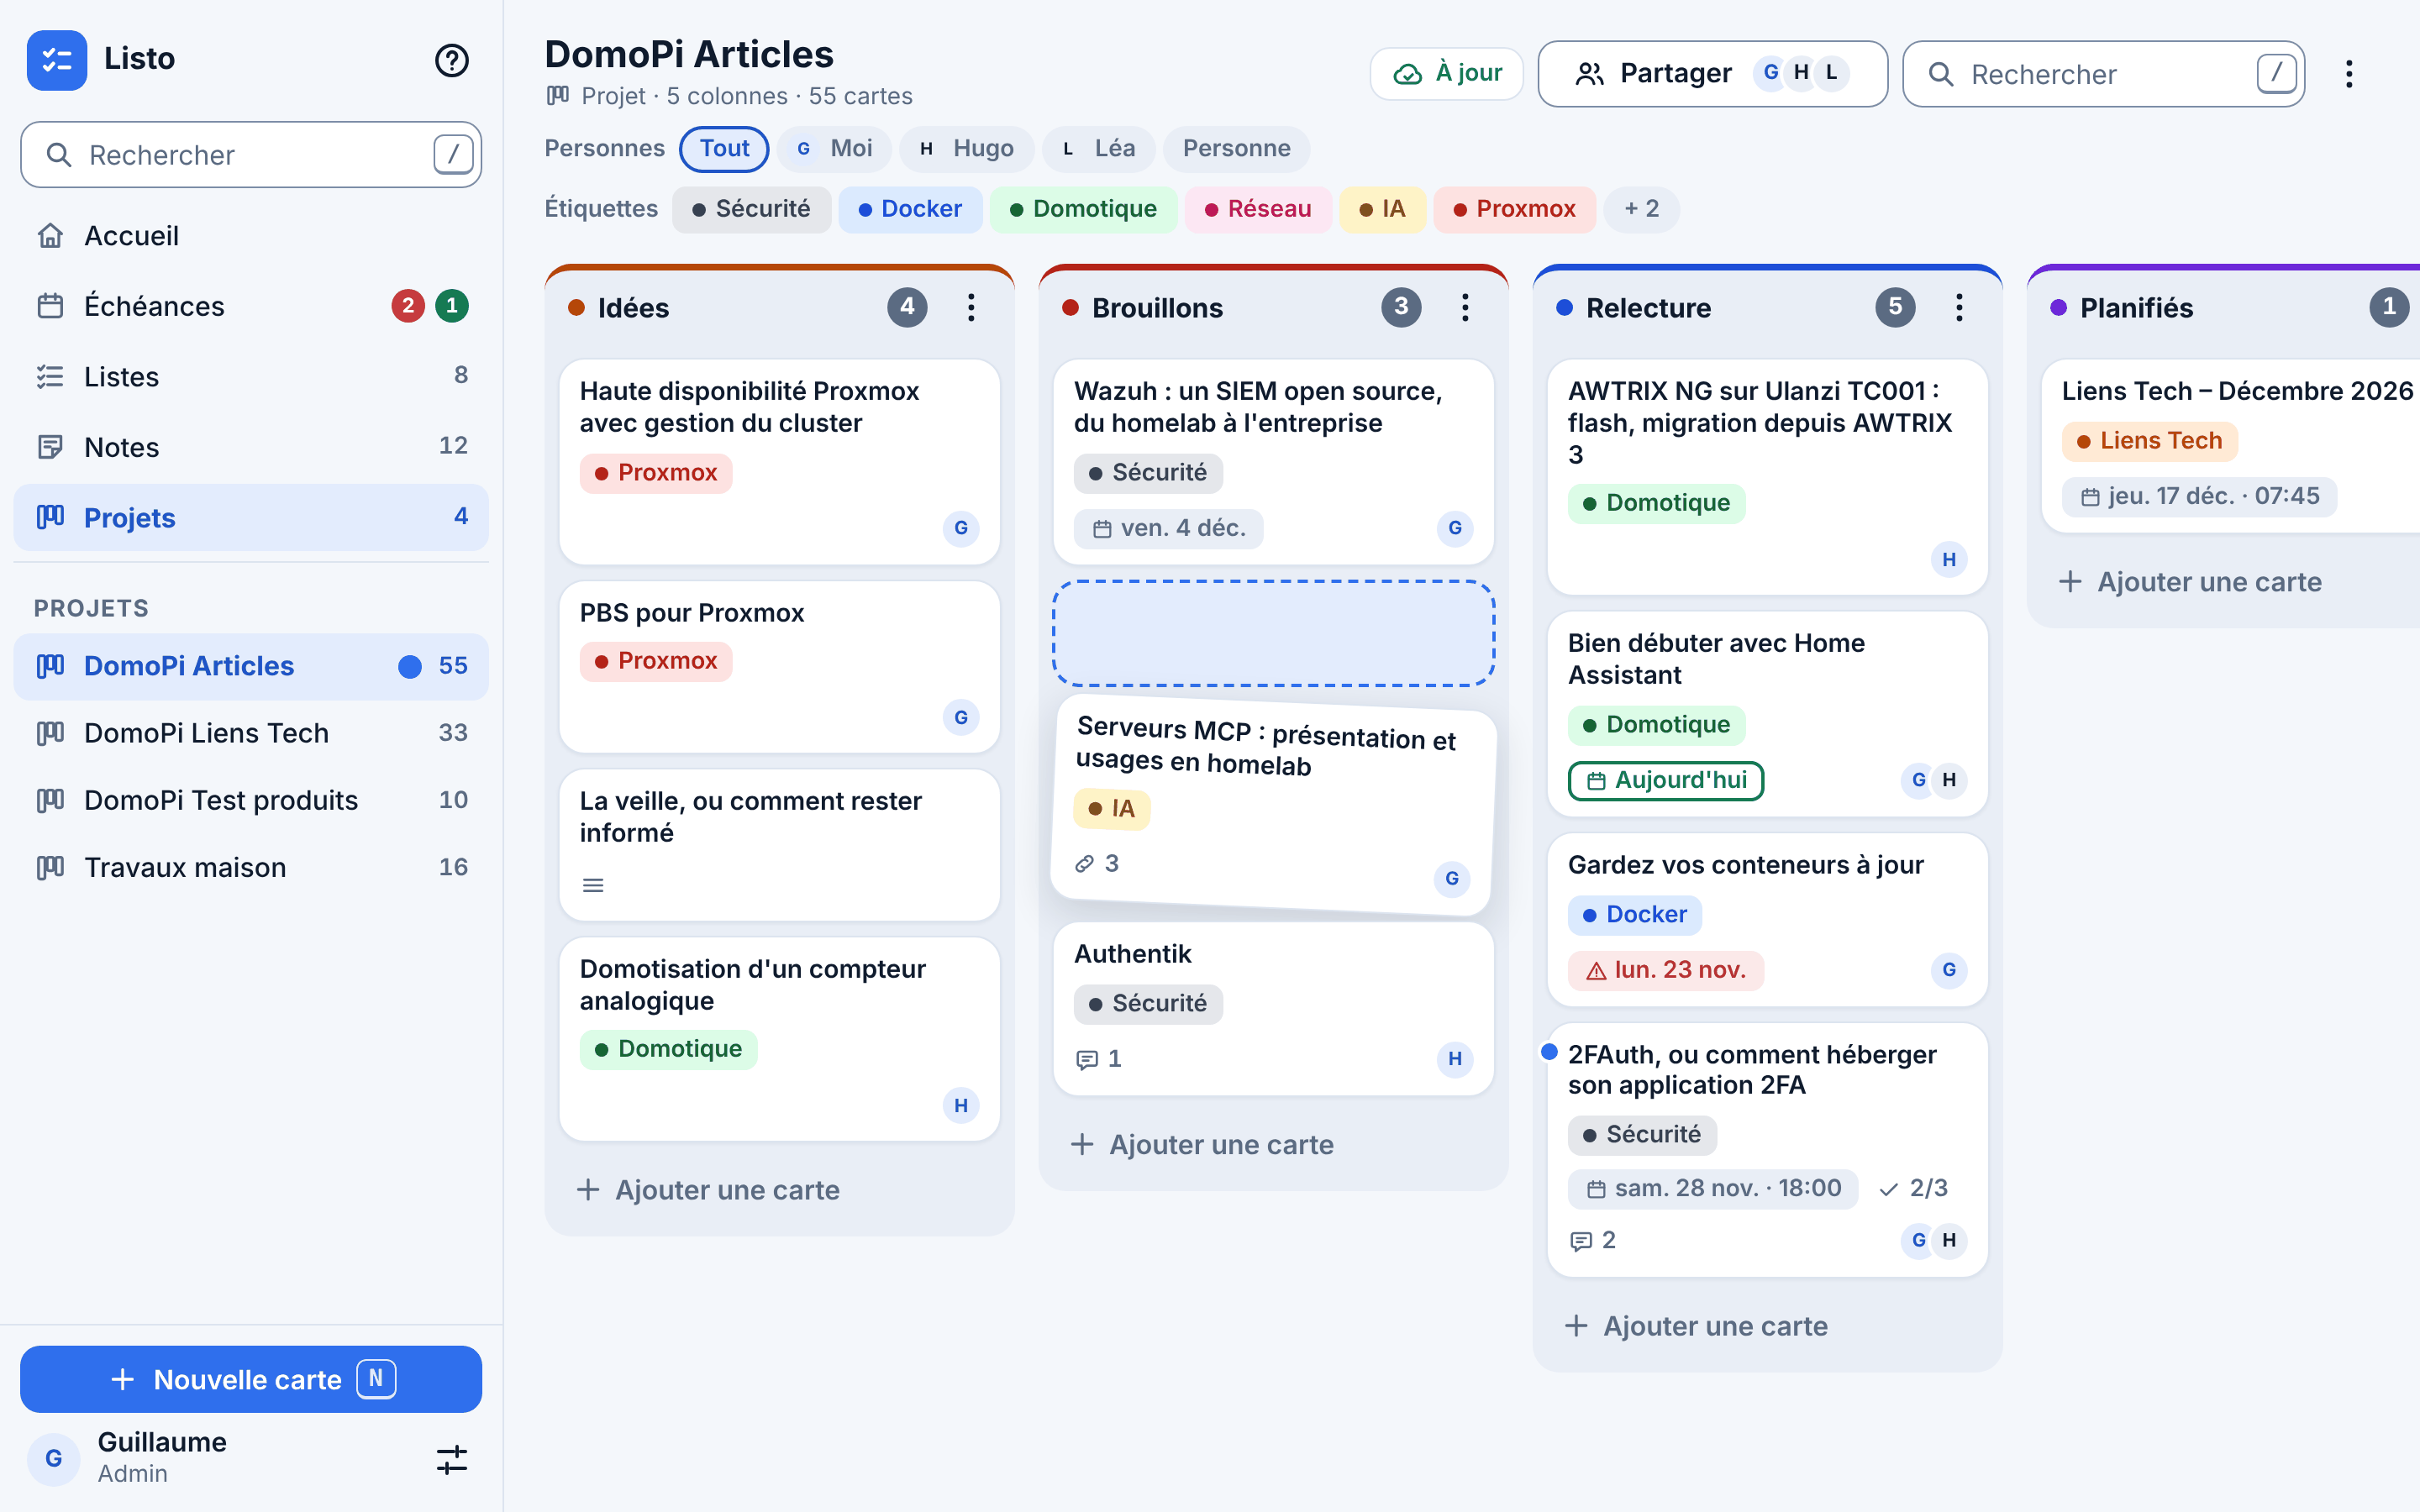 Listo
Rechercher /
Accueil
Échéances 2 1
Listes 8
Notes 12
Projets 4
PROJETS
DomoPi Articles 55
DomoPi Liens Tech 33
DomoPi Test produits 10
Travaux maison 16
+ Nouvelle carte N
G Guillaume
Admin
DomoPi Articles
Projet · 5 colonnes · 55 cartes
À jour
Partager G H L
Rechercher /
Personnes Tout G Moi H Hugo L Léa Personne
Étiquettes Sécurité Docker Domotique Réseau IA Proxmox + 2
Idées 4
Haute disponibilité Proxmox
avec gestion du cluster
Proxmox
G
PBS pour Proxmox
Proxmox
G
La veille, ou comment rester
informé
Domotisation d'un compteur
analogique
Domotique
H
+ Ajouter une carte
Brouillons 3
Wazuh : un SIEM open source,
du homelab à l'entreprise
Sécurité
ven. 4 déc. G
Serveurs MCP : présentation et
usages en homelab
IA
3 G
Authentik
Sécurité
1 H
+ Ajouter une carte
Relecture 5
AWTRIX NG sur Ulanzi TC001 :
flash, migration depuis AWTRIX
3
Domotique
H
Bien débuter avec Home
Assistant
Domotique
Aujourd'hui G H
Gardez vos conteneurs à jour
Docker
lun. 23 nov. G
2FAuth, ou comment héberger
son application 2FA
Sécurité
sam. 28 nov. · 18:00 2/3
2 G H
+ Ajouter une carte
Planifiés 1
Liens Tech – Décembre 2026
Liens Tech
jeu. 17 déc. · 07:45
+ Ajouter une carte